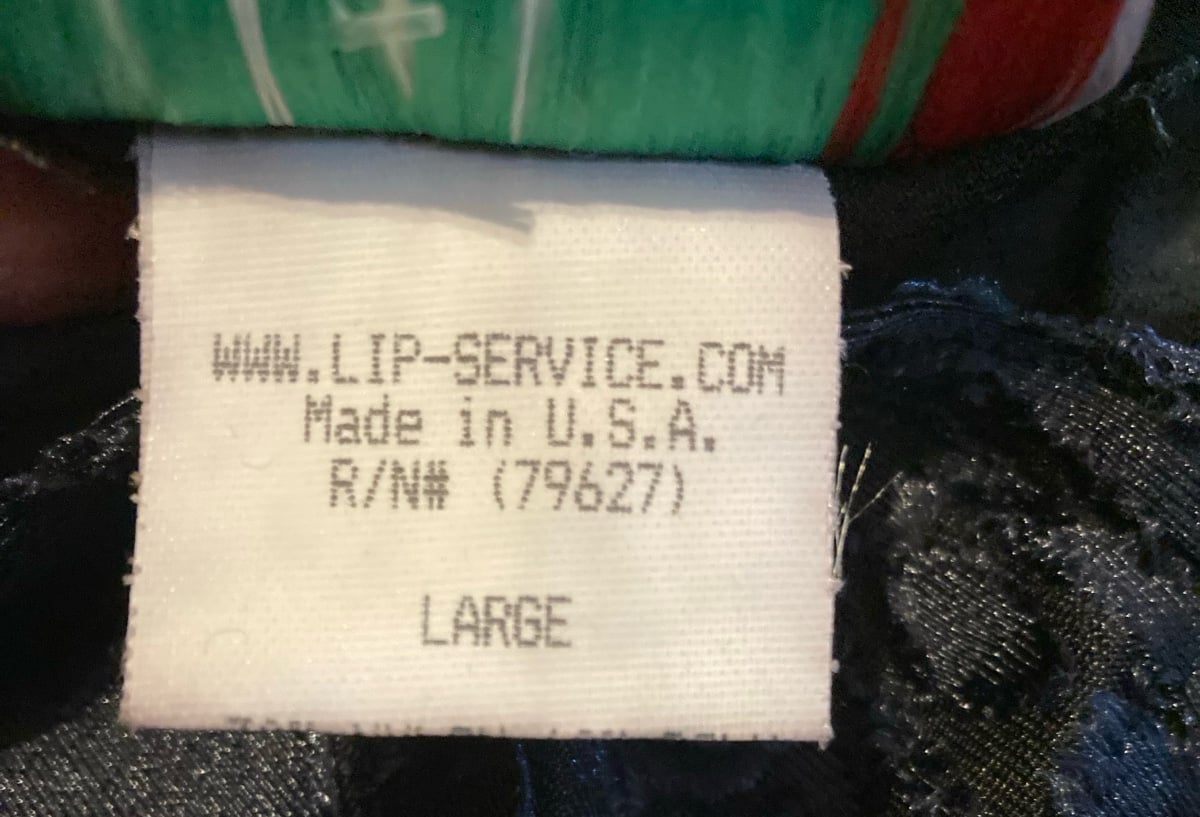 WWW.LIP-SERVICE.COM
Made in U.S.A.
R/N# (79627)
LARGE